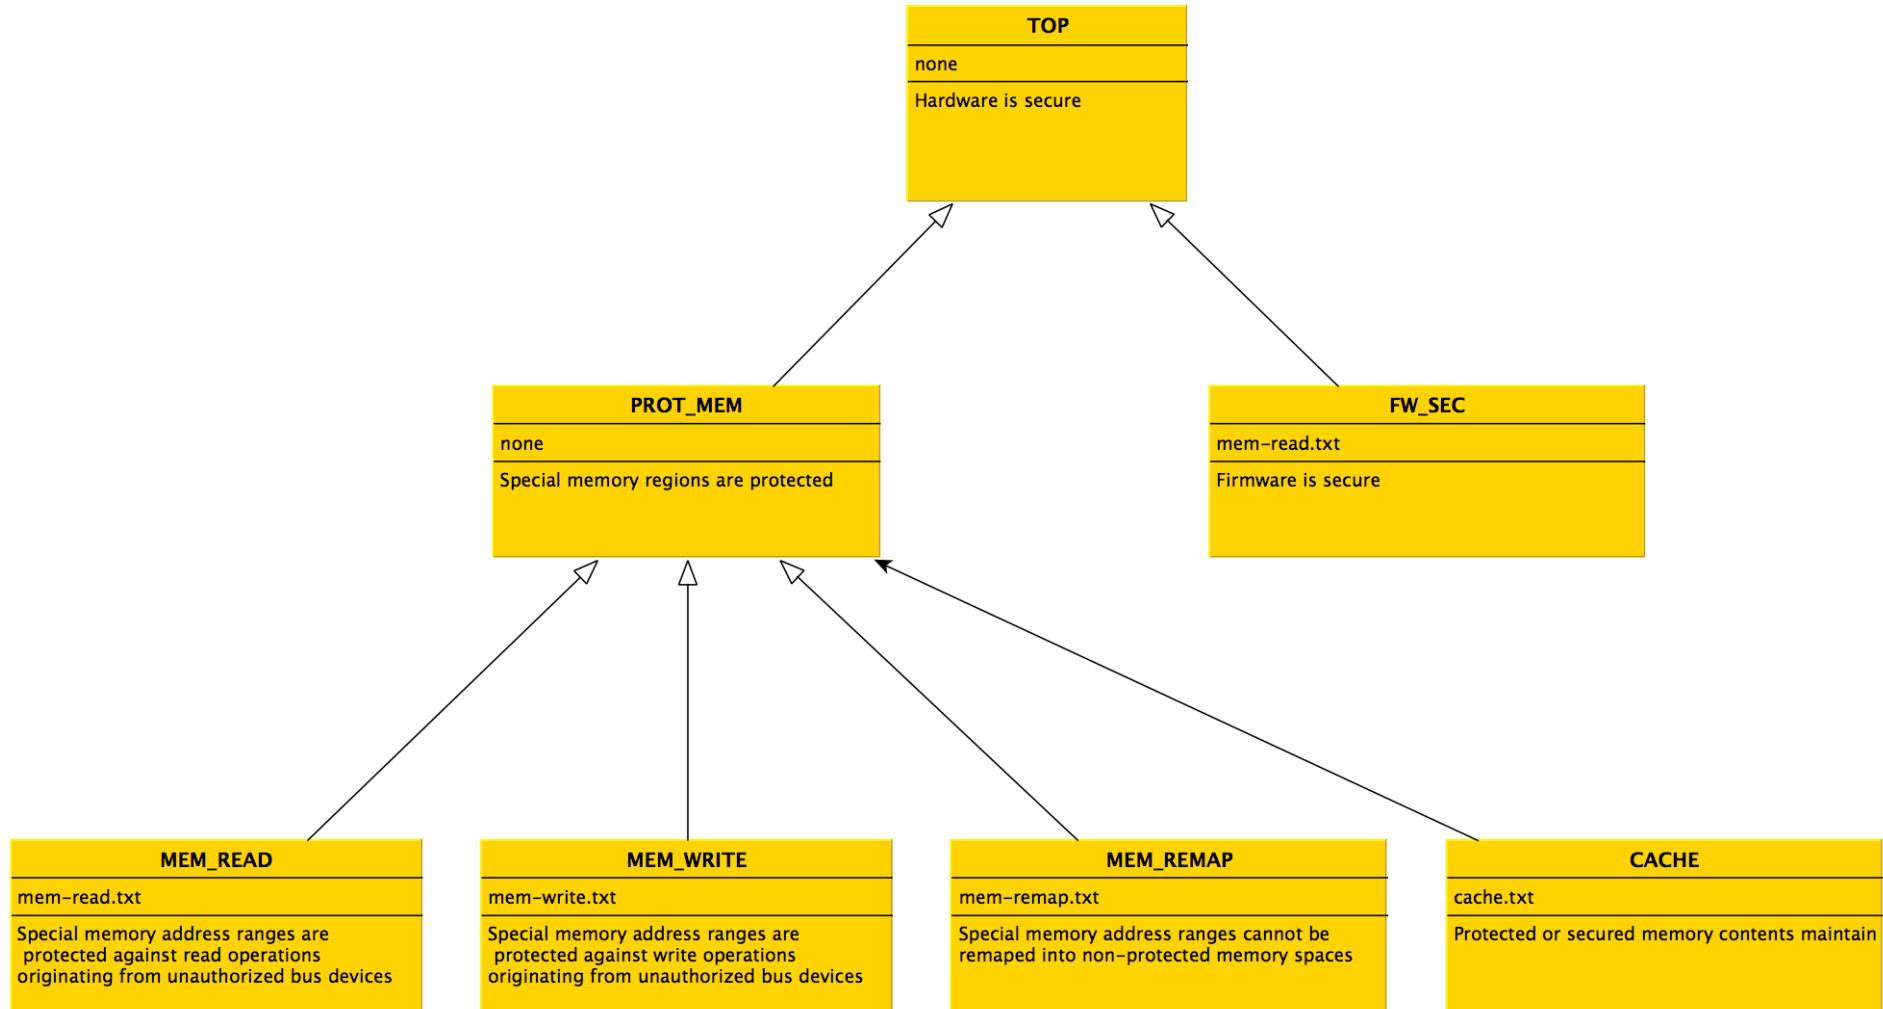 TOP
none
Hardware is secure
PROT_MEM
none
Special memory regions are protected
FW_SEC
mem-read.txt
Firmware is secure
MEM_READ
mem-read.txt
Special memory address ranges are
protected against read operations
originating from unauthorized bus devices
MEM_WRITE
mem-write.txt
Special memory address ranges are
protected against write operations
originating from unauthorized bus devices
MEM_REMAP
mem-remap.txt
Special memory address ranges cannot be
remaped into non-protected memory spaces
CACHE
cache.txt
Protected or secured memory contents maintain